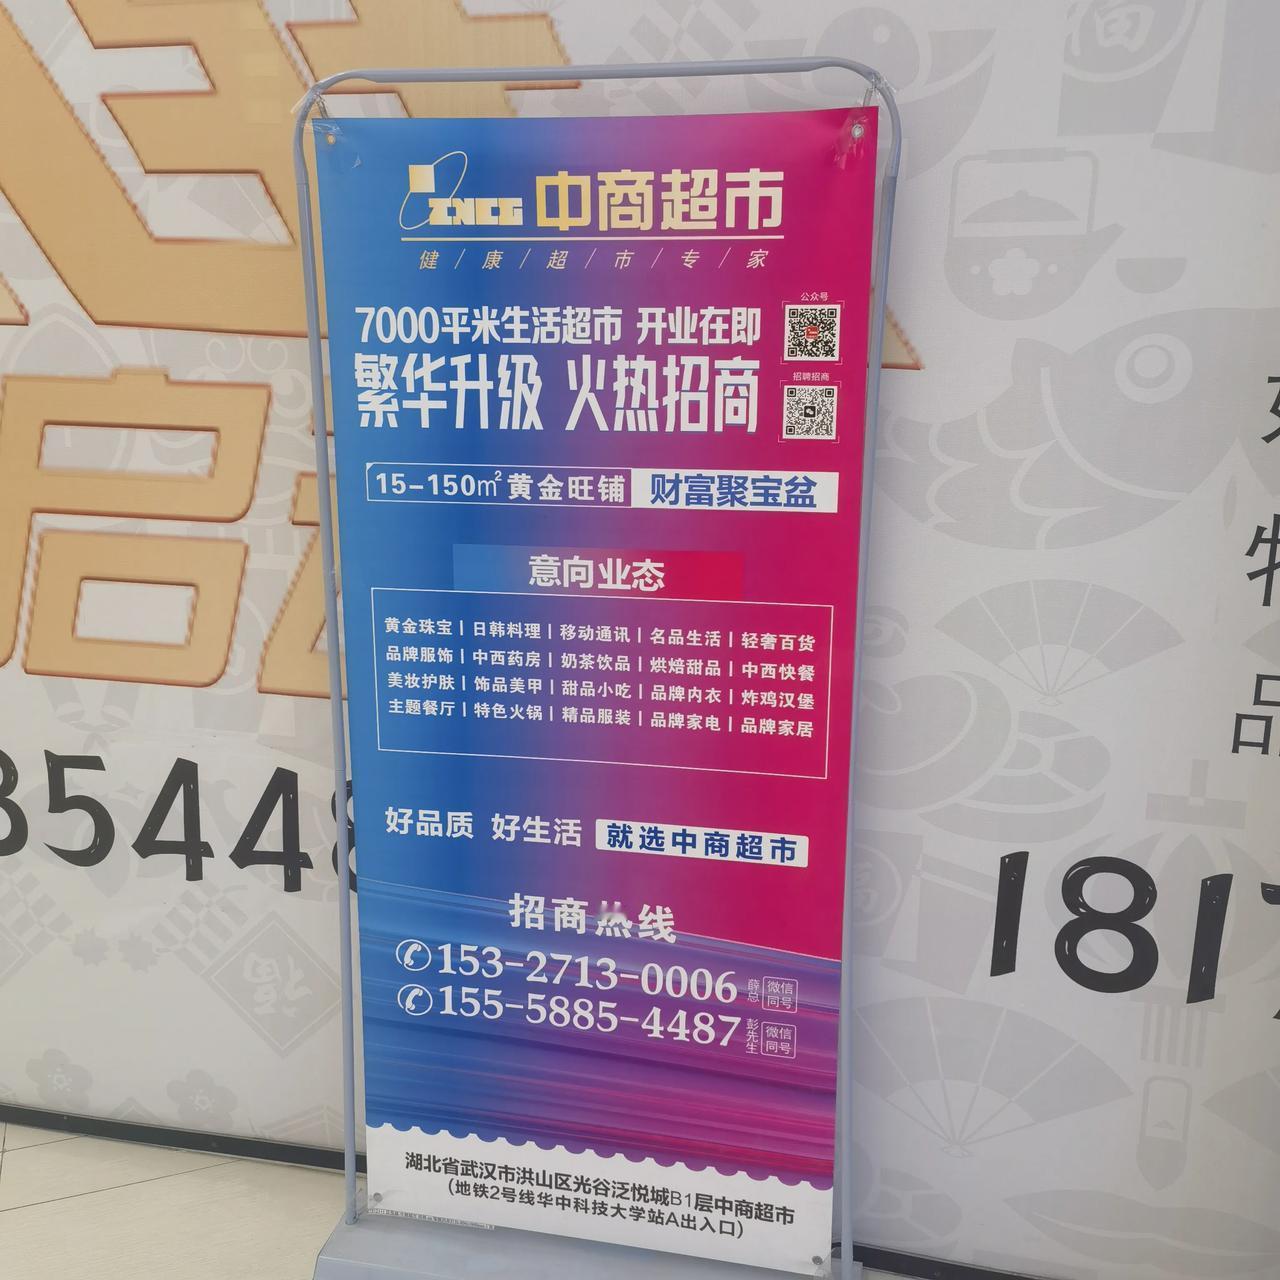 ZNCG 中商超市
健/康/超/市/专/家
公众号
7000平米生活超市 开业在即
繁华升级 火热招商
招聘招商
15-150m²黄金旺铺 财富聚宝盆
意向业态
黄金珠宝|日韩料理|移动通讯|名品生活|轻奢百货
品牌服饰|中西药房|奶茶饮品|烘焙甜品|中西快餐
美妆护肤|饰品美甲|甜品小吃|品牌内衣|炸鸡汉堡
主题餐厅|特色火锅|精品服装|品牌家电|品牌家居
好品质 好生活 就选中商超市
招商热线
153-2713-0006 薛总 微信同号
155-5885-4487 彭先生 微信同号
湖北省武汉市洪山区光谷泛悦城B1层中商超市
(地铁2号线华中科技大学站A出入口)
5448
181
品
福
福